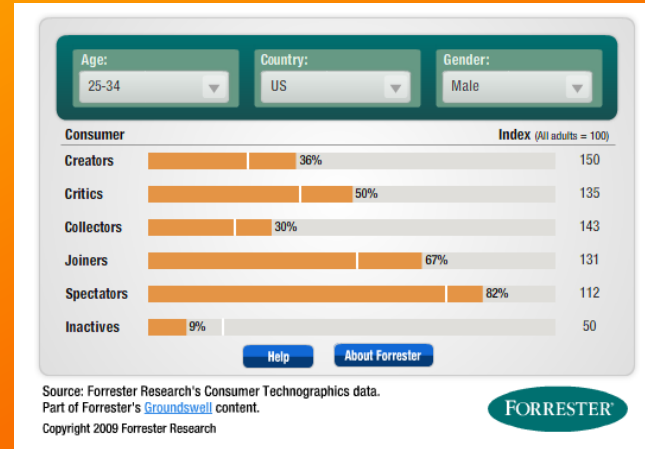 Age: Country: Gender:
25-34 US Male
Consumer Index (All adults = 100)
Creators 36% 150
Critics 50% 135
Collectors 30% 143
Joiners 67% 131
Spectators 82% 112
Inactives 9% 50
Help About Forrester
Source: Forrester Research's Consumer Technographics data.
Part of Forrester's Groundswell content.
Copyright 2009 Forrester Research
FORRESTER®